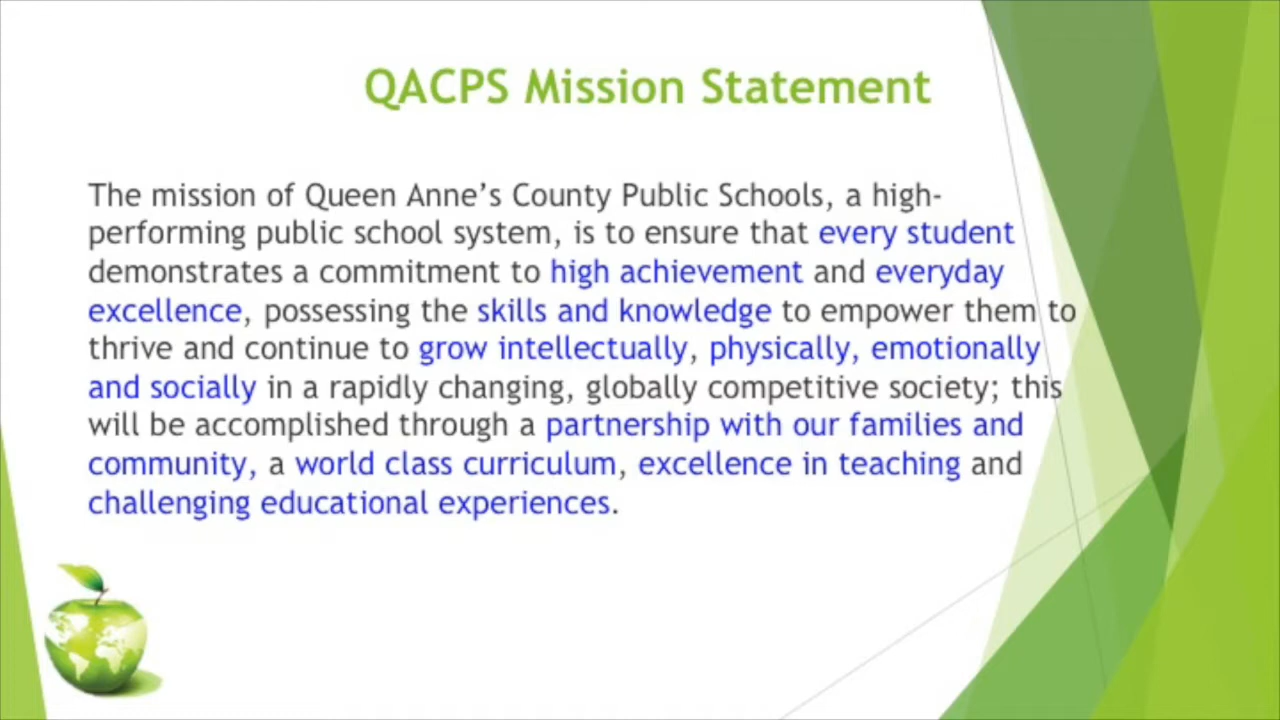 QACPS Mission Statement
The mission of Queen Anne’s County Public Schools, a high-
performing public school system, is to ensure that every student
demonstrates a commitment to high achievement and everyday
excellence, possessing the skills and knowledge to empower them to
thrive and continue to grow intellectually, physically, emotionally
and socially in a rapidly changing, globally competitive society; this
will be accomplished through a partnership with our families and
community, a world class curriculum, excellence in teaching and
challenging educational experiences.